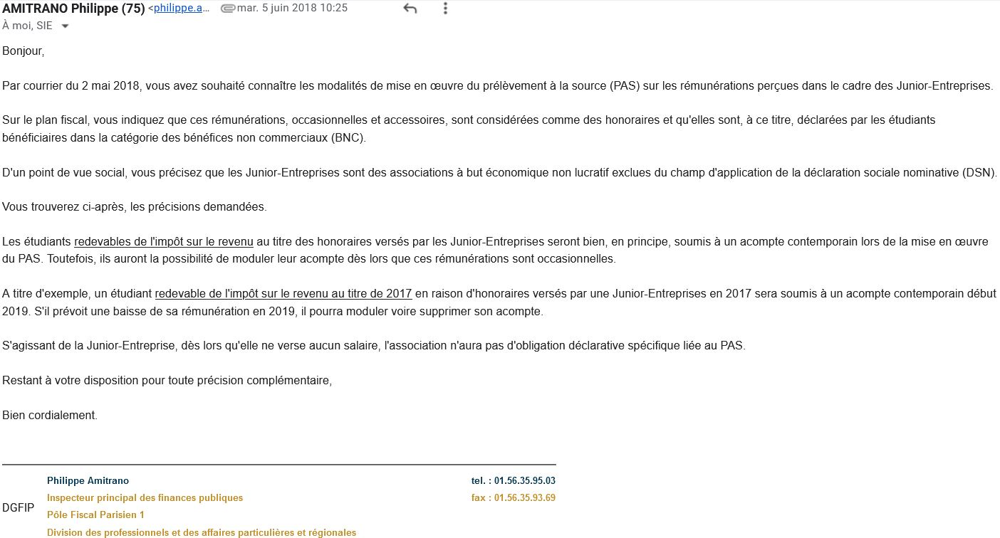 AMITRANO Philippe (75) <philippe.a... mar. 5 juin 2018 10:25
À moi, SIE
Bonjour,
Par courrier du 2 mai 2018, vous avez souhaité connaître les modalités de mise en œuvre du prélèvement à la source (PAS) sur les rémunérations perçues dans le cadre des Junior-Entreprises.
Sur le plan fiscal, vous indiquez que ces rémunérations, occasionnelles et accessoires, sont considérées comme des honoraires et qu'elles sont, à ce titre, déclarées par les étudiants
bénéficiaires dans la catégorie des bénéfices non commerciaux (BNC).
D'un point de vue social, vous précisez que les Junior-Entreprises sont des associations à but économique non lucratif exclues du champ d'application de la déclaration sociale nominative (DSN).
Vous trouverez ci-après, les précisions demandées.
Les étudiants redevables de l'impôt sur le revenu au titre des honoraires versés par les Junior-Entreprises seront bien, en principe, soumis à un acompte contemporain lors de la mise en œuvre
du PAS. Toutefois, ils auront la possibilité de moduler leur acompte dès lors que ces rémunérations sont occasionnelles.
A titre d'exemple, un étudiant redevable de l'impôt sur le revenu au titre de 2017 en raison d'honoraires versés par une Junior-Entreprises en 2017 sera soumis à un acompte contemporain début
2019. S'il prévoit une baisse de sa rémunération en 2019, il pourra moduler voire supprimer son acompte.
S'agissant de la Junior-Entreprise, dès lors qu'elle ne verse aucun salaire, l'association n'aura pas d'obligation déclarative spécifique liée au PAS.
Restant à votre disposition pour toute précision complémentaire,
Bien cordialement.
Philippe Amitrano tel. : 01.56.35.95.03
Inspecteur principal des finances publiques fax : 01.56.35.93.69
DGFIP
Pôle Fiscal Parisien 1
Division des professionnels et des affaires particulières et régionales